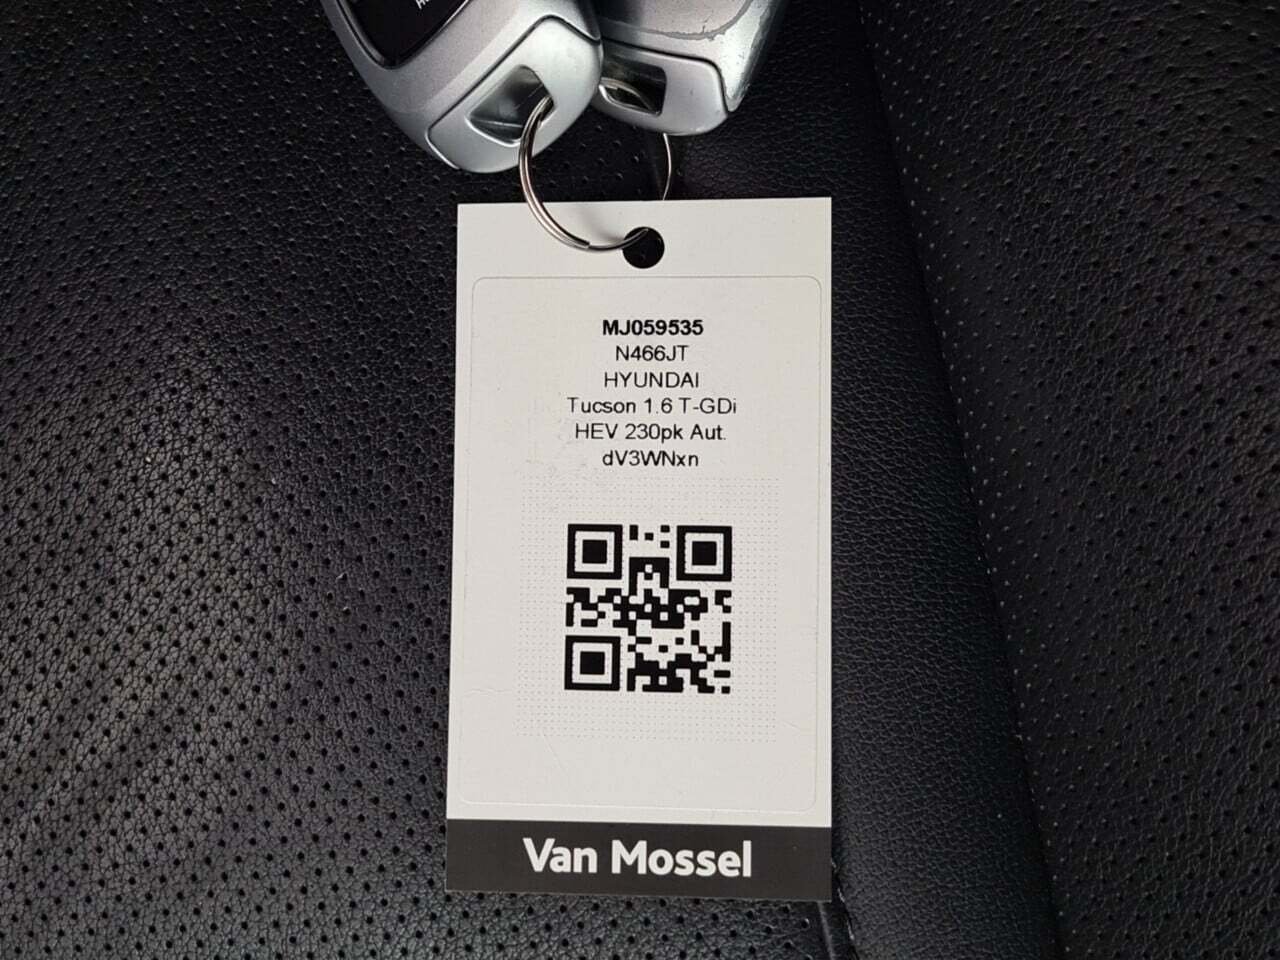 MJ059535
N466JT
HYUNDAI
Tucson 1.6 T-GDi
HEV 230pk Aut.
dV3WNxn
Van Mossel